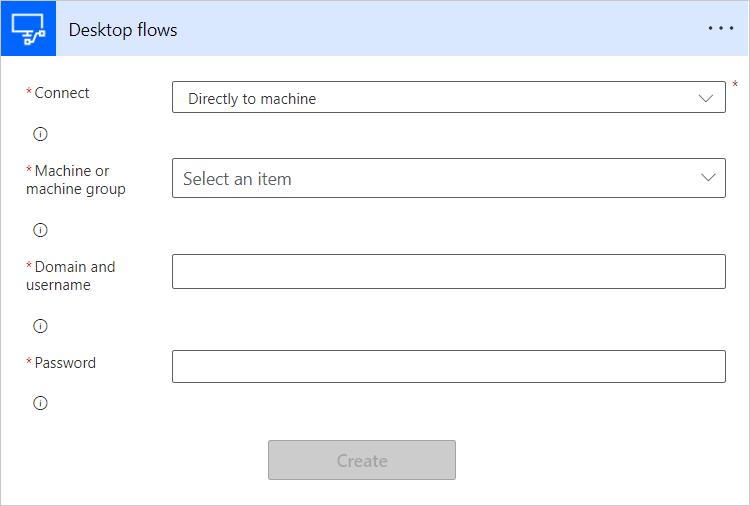 Desktop flows
* Connect
Directly to machine
*
* Machine or
machine group
Select an item
* Domain and
username
* Password
Create